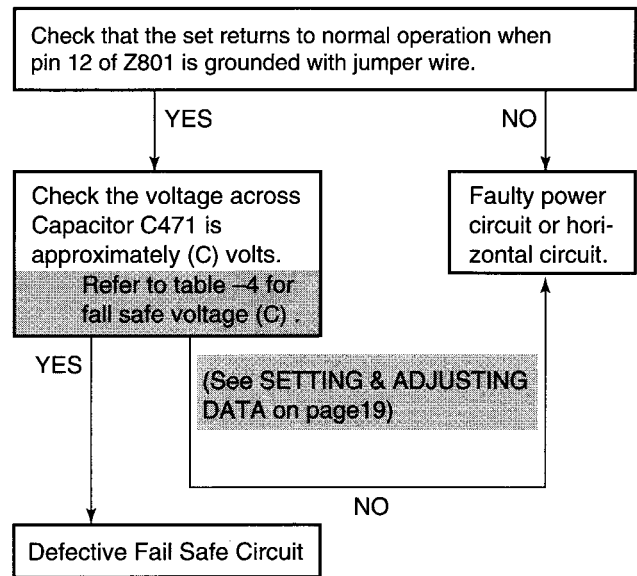 Check that the set returns to normal operation when
pin 12 of Z801 is grounded with jumper wire.
YES
NO
Check the voltage across
Capacitor C471 is
approximately (C) volts.
Refer to table –4 for
fall safe voltage (C) .
Faulty power
circuit or hori-
zontal circuit.
YES
(See SETTING & ADJUSTING
DATA on page19)
NO
Defective Fail Safe Circuit